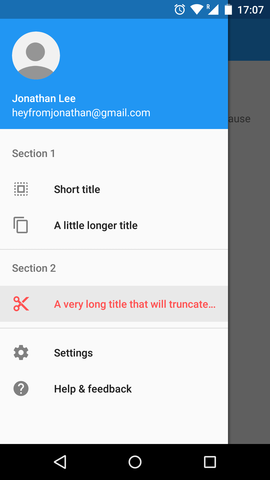 17:07
Jonathan Lee
heyfromjonathan@gmail.com
ause
Section 1
Short title
A little longer title
Section 2
A very long title that will truncate...
Settings
Help & feedback